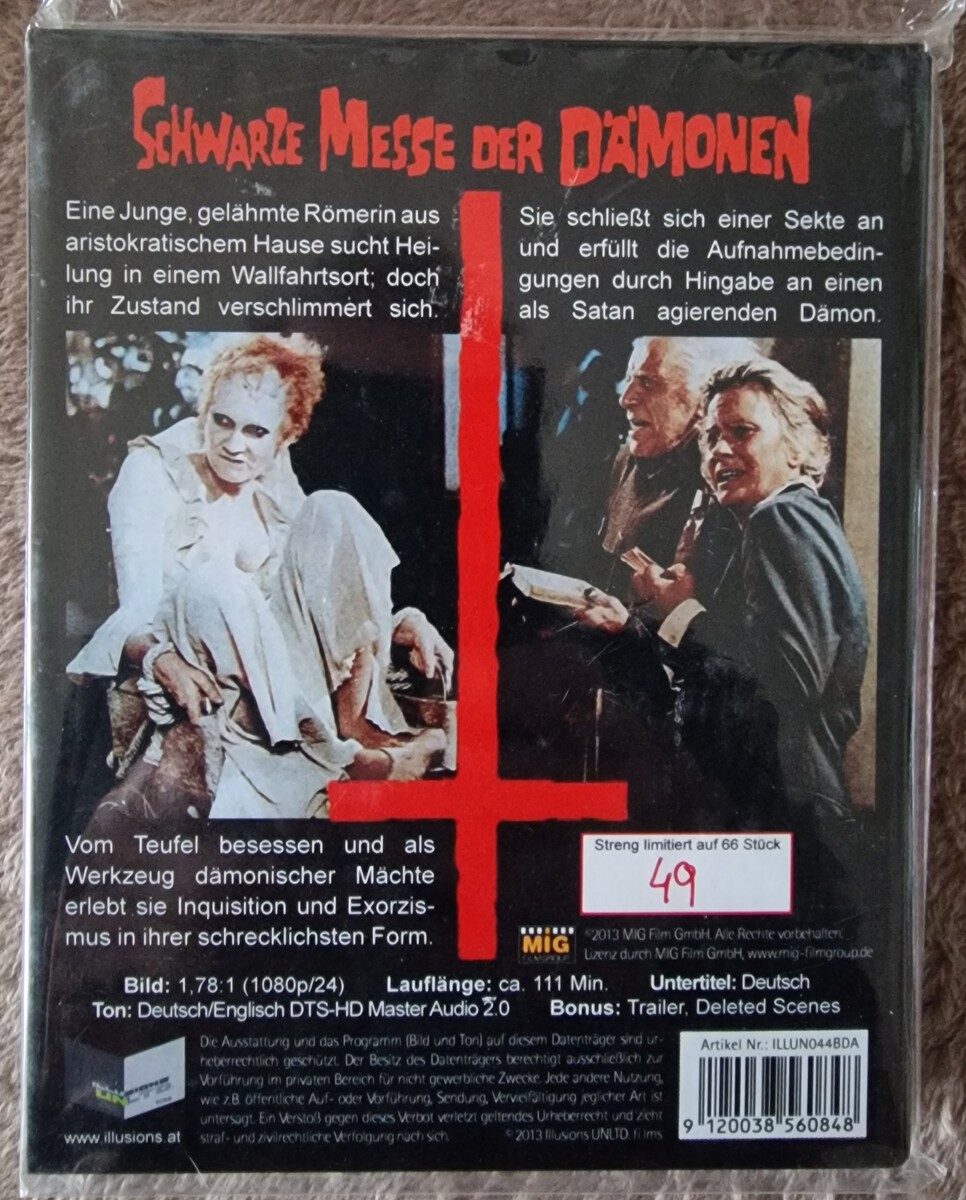 SCHWARZE MESSE DER DÄMONEN
Eine Junge, gelähmte Römerin aus
aristokratischem Hause sucht Hei-
lung in einem Wallfahrtsort; doch
ihr Zustand verschlimmert sich.
Sie schließt sich einer Sekte an
und erfüllt die Aufnahmebedin-
gungen durch Hingabe an einen
als Satan agierenden Dämon.
Vom Teufel besessen und als
Werkzeug dämonischer Mächte
erlebt sie Inquisition und Exorzis-
mus in ihrer schrecklichsten Form.
Streng limitiert auf 66 Stück
49
MIG
FILMGROUP
©2013 MIG Film GmbH. Alle Rechte vorbehalten.
Lizenz durch MIG Film GmbH, www.mig-filmgroup.de
Bild: 1,78:1 (1080p/24) Lauflänge: ca. 111 Min. Untertitel: Deutsch
Ton: Deutsch/Englisch DTS-HD Master Audio 2.0 Bonus: Trailer, Deleted Scenes
ILLUSIONS
UNLTD
FILMS
www.illusions.at
Die Ausstattung und das Programm (Bild und Ton) auf diesem Datenträger sind ur-
heberrechtlich geschützt. Der Besitz des Datenträgers berechtigt ausschließlich zur
Vorführung im privaten Bereich für nicht gewerbliche Zwecke. Jede andere Nutzung,
wie z.B. öffentliche Auf- oder Vorführung, Sendung, Vervielfältigung jeglicher Art ist
untersagt. Ein Verstoß gegen dieses Verbot verletzt geltendes Urheberrecht und zieht
straf- und zivilrechtliche Verfolgung nach sich. ©2013 Illusions UNLTD. films
Artikel Nr.: ILLUN044BDA
9 120038 560848